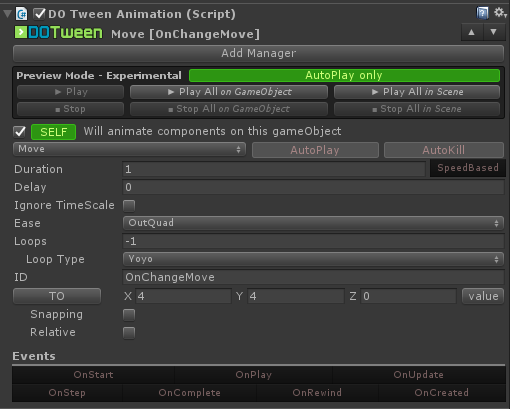 DO Tween Animation (Script)
DOTween Move [OnChangeMove]
Add Manager
Preview Mode - Experimental AutoPlay only
► Play ► Play All on GameObject ► Play All in Scene
■ Stop ■ Stop All on GameObject ■ Stop All in Scene
SELF Will animate components on this gameObject
Move AutoPlay AutoKill
Duration 1 SpeedBased
Delay 0
Ignore TimeScale
Ease OutQuad
Loops -1
Loop Type Yoyo
ID OnChangeMove
TO X 4 Y 4 Z 0 value
Snapping
Relative
Events
OnStart OnPlay OnUpdate
OnStep OnComplete OnRewind OnCreated